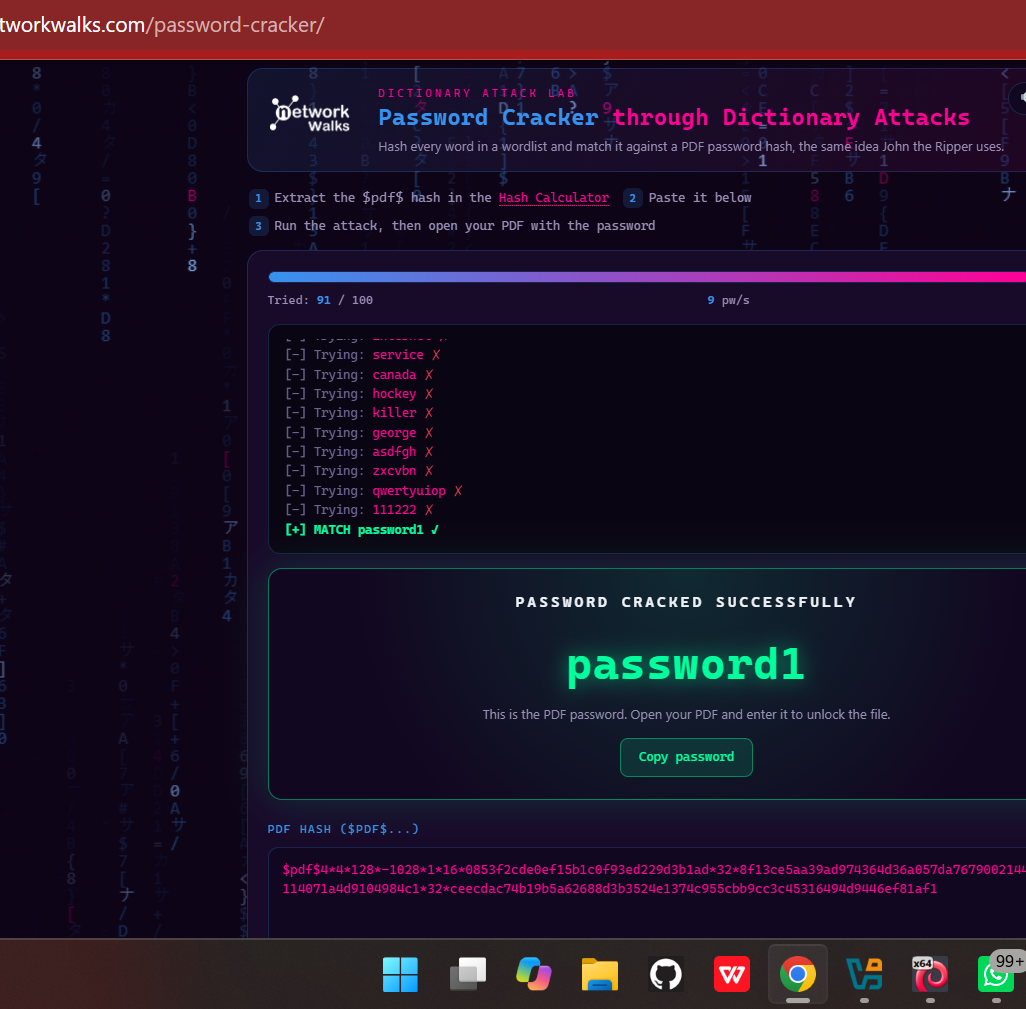 tworkwalks.com/password-cracker/
DICTIONARY ATTACK LAB
network
Walks
Password Cracker through Dictionary Attacks
Hash every word in a wordlist and match it against a PDF password hash, the same idea John the Ripper uses.
1 Extract the $pdf$ hash in the Hash Calculator 2 Paste it below
3 Run the attack, then open your PDF with the password
Tried: 91 / 100
9 pw/s
[-] Trying: service ✗
[-] Trying: canada ✗
[-] Trying: hockey ✗
[-] Trying: killer ✗
[-] Trying: george ✗
[-] Trying: asdfgh ✗
[-] Trying: zxcvbn ✗
[-] Trying: qwertyuiop ✗
[-] Trying: 111222 ✗
[+] MATCH password1 ✓
PASSWORD CRACKED SUCCESSFULLY
password1
This is the PDF password. Open your PDF and enter it to unlock the file.
Copy password
PDF HASH ($PDF$...)
$pdf$4*4*128*-1028*1*16*0853f2cde0ef15b1c0f93ed229d3b1ad*32*8f13ce5aa39ad974364d36a057da767900214
114071a4d9104984c1*32*ceecdac74b19b5a62688d3b3524e1374c955cbb9cc3c45316494d9446ef81af1
x64
99+